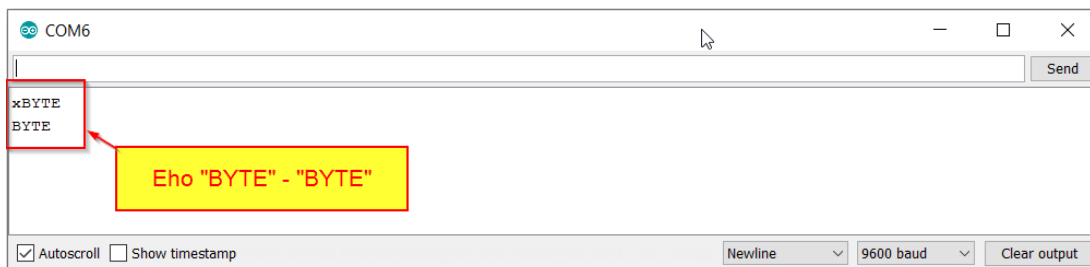 COM6
Send
xBYTE
BYTE
Eho "BYTE" - "BYTE"
Autoscroll Show timestamp Newline 9600 baud Clear output